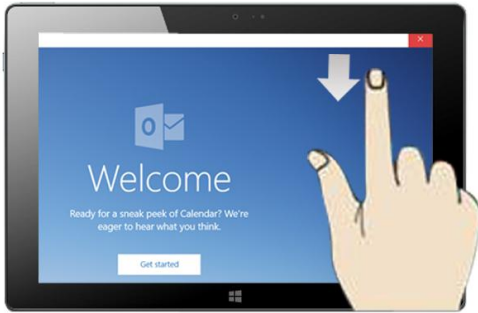 Welcome
Ready for a sneak peek of Calendar? We're
eager to hear what you think.
Get started